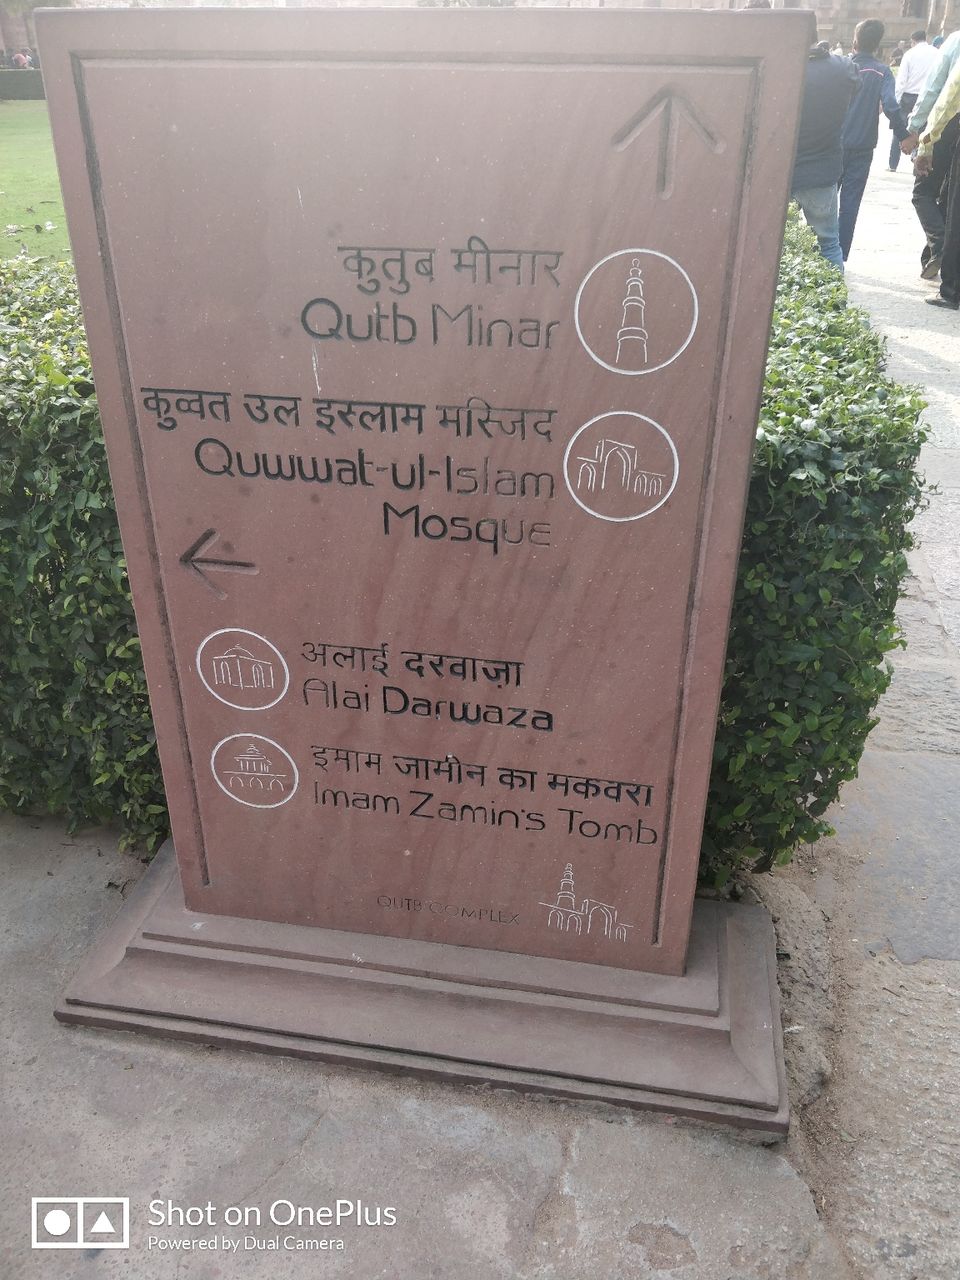 कुतुब मीनार
Qutb Minar
कुव्वत उल इस्लाम मस्जिद
Quwwat-ul-Islam
Mosque
अलाई दरवाज़ा
Alai Darwaza
इमाम जामीन का मकवरा
Imam Zamin's Tomb
QUTB COMPLEX
Shot on OnePlus
Powered by Dual Camera